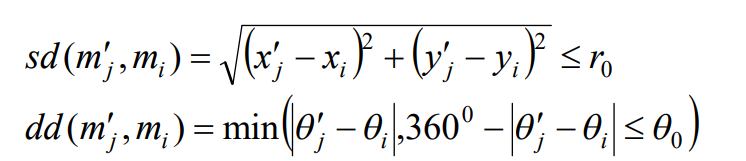 sd(m′ⱼ, mᵢ) = √((x′ⱼ − xᵢ)² + (y′ⱼ − yᵢ)²) ≤ r₀
dd(m′ⱼ, mᵢ) = min(|θ′ⱼ − θᵢ|,360⁰ − |θ′ⱼ − θᵢ| ≤ θ₀)